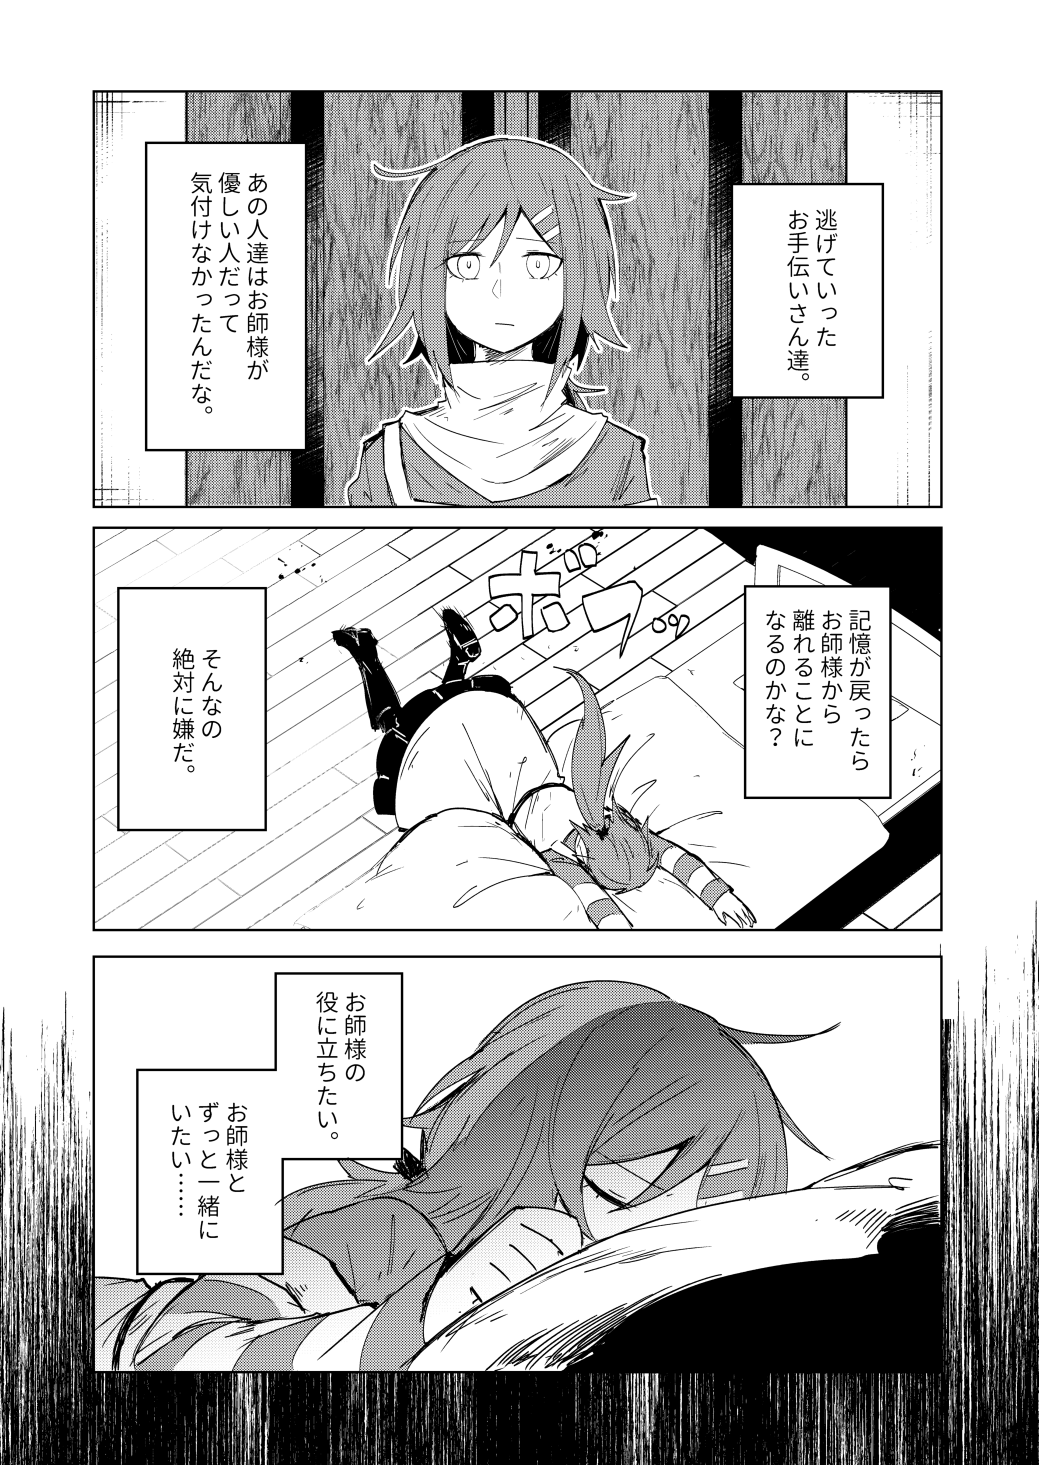 逃げていった
お手伝いさん達。
あの人達はお師様が
優しい人だって
気付けなかったんだな。
ボフッ
記憶が戻ったら
お師様から
離れることに
なるのかな？
そんなの
絶対に嫌だ。
お師様の
役に立ちたい。
お師様と
ずっと一緒に
いたい……